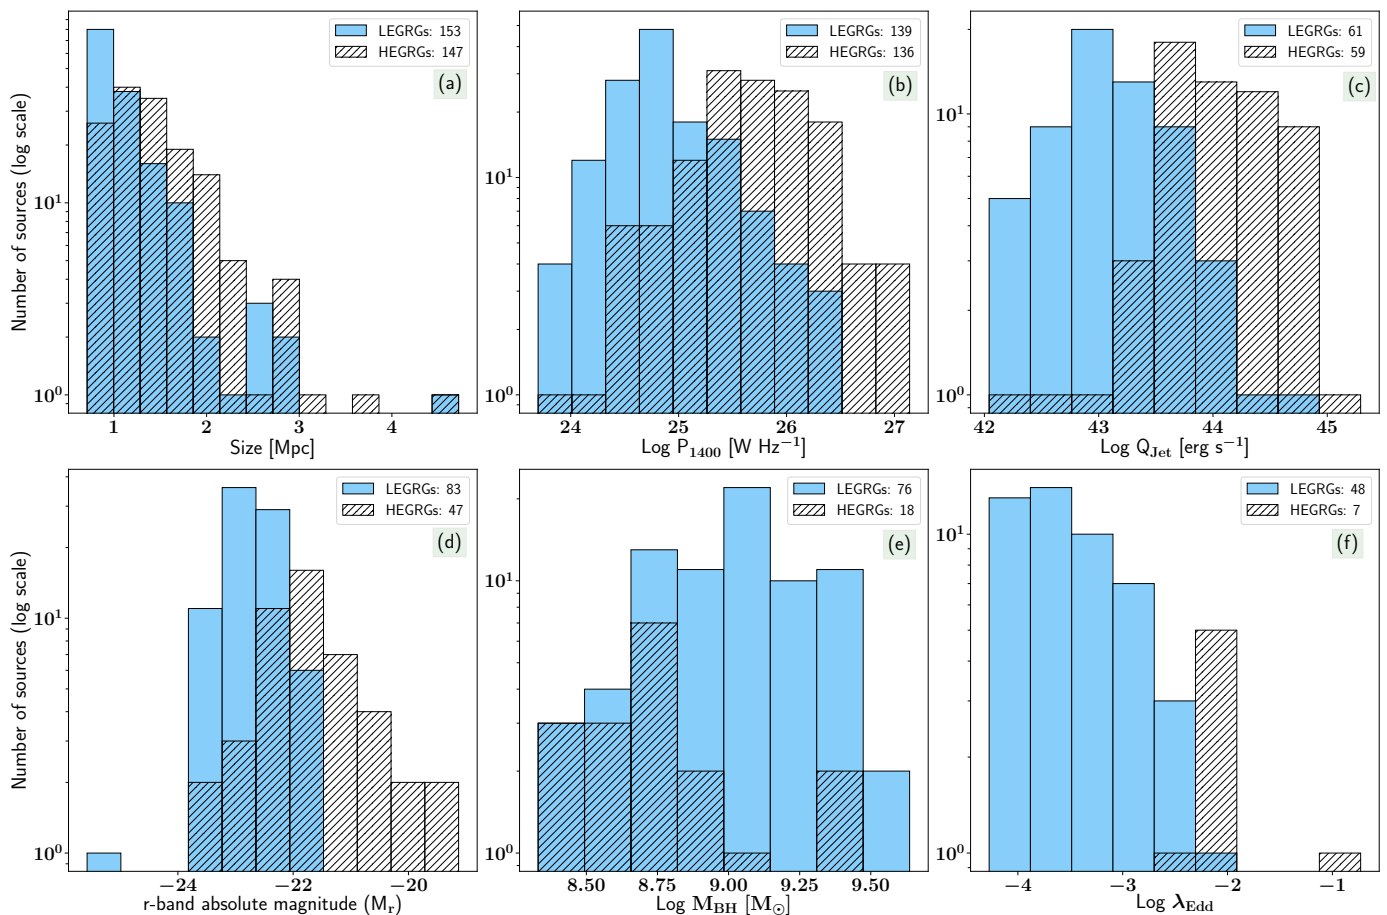 LEGRGs: 153
HEGRGs: 147
(a)
Number of sources (log scale)
10¹
10⁰
1 2 3 4
Size [Mpc]
LEGRGs: 139
HEGRGs: 136
(b)
10¹
10⁰
24 25 26 27
Log P₁₄₀₀ [W Hz⁻¹]
LEGRGs: 61
HEGRGs: 59
(c)
10¹
10⁰
42 43 44 45
Log Q_Jet [erg s⁻¹]
LEGRGs: 83
HEGRGs: 47
(d)
Number of sources (log scale)
10¹
10⁰
−24 −22 −20
r-band absolute magnitude (Mᵣ)
LEGRGs: 76
HEGRGs: 18
(e)
10¹
10⁰
8.50 8.75 9.00 9.25 9.50
Log M_BH [M_⊙]
LEGRGs: 48
HEGRGs: 7
(f)
10¹
10⁰
−4 −3 −2 −1
Log λ_Edd